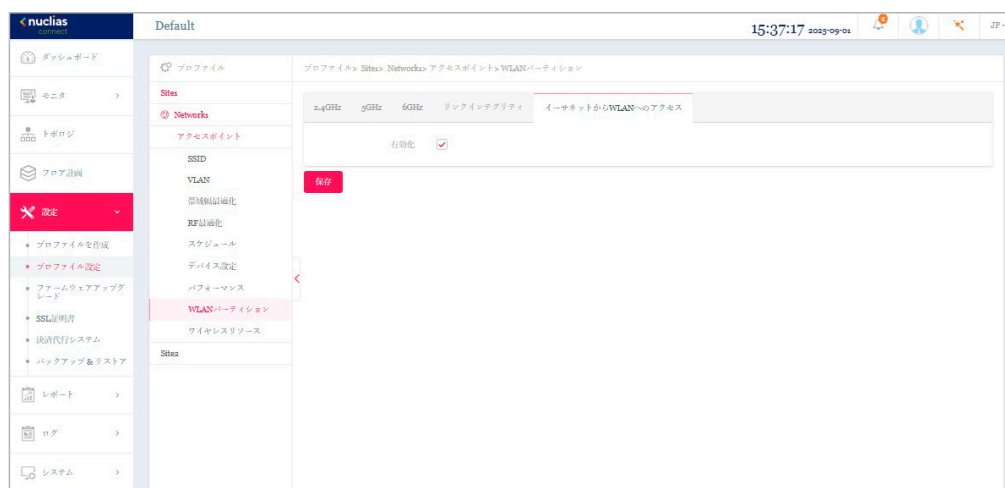 nuclias
connect
Default
15:37:17 2025-09-01
JP
ダッシュボード
モニタ
トポロジ
フロア計画
設定
プロファイルを作成
プロファイル設定
ファームウェアアップグ
レード
SSL証明書
決済代行システム
バックアップ&リストア
レポート
ログ
システム
プロファイル
Site1
Network1
アクセスポイント
SSID
VLAN
帯域幅最適化
RF最適化
スケジュール
デバイス設定
パフォーマンス
WLANパーティション
ワイヤレスリソース
Site2
プロファイル> Site1> Network1> アクセスポイント> WLANパーティション
2.4GHz 5GHz 6GHz リンクインテグリティ イーサネットからWLANへのアクセス
有効化
保存